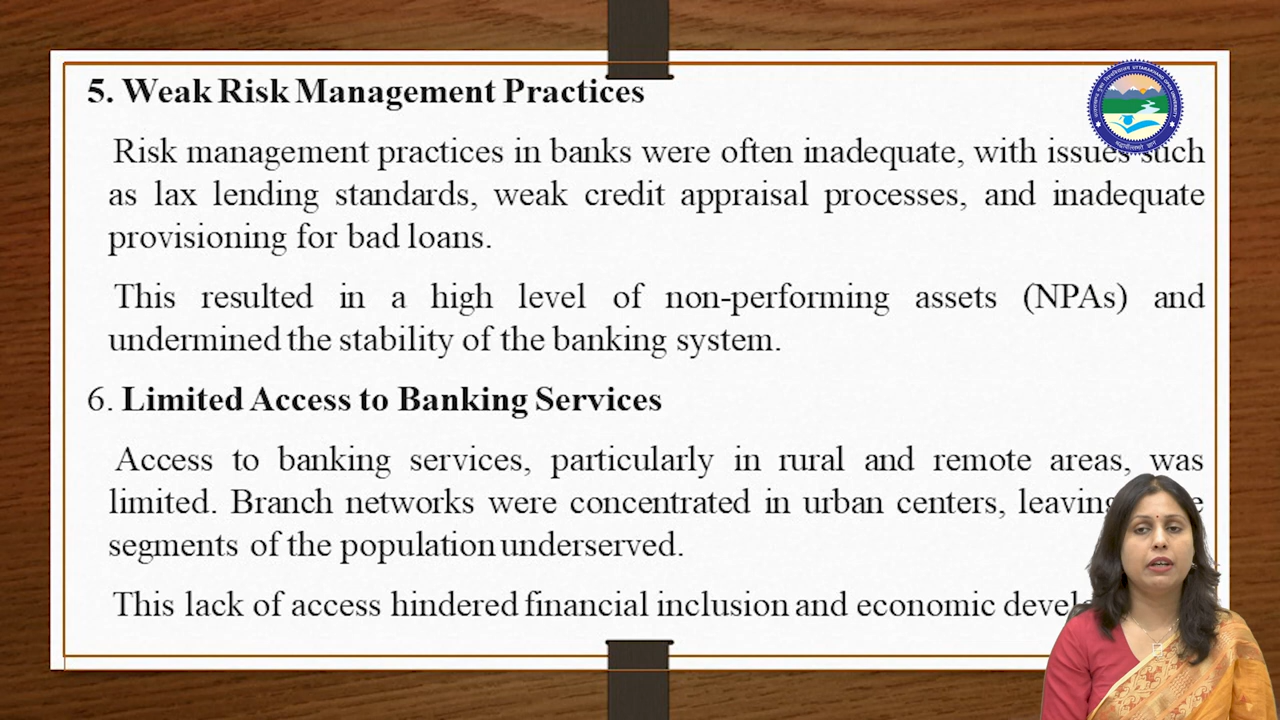 5. Weak Risk Management Practices
Risk management practices in banks were often inadequate, with issues such
as lax lending standards, weak credit appraisal processes, and inadequate
provisioning for bad loans.
This resulted in a high level of non-performing assets (NPAs) and
undermined the stability of the banking system.
6. Limited Access to Banking Services
Access to banking services, particularly in rural and remote areas, was
limited. Branch networks were concentrated in urban centers, leaving
segments of the population underserved.
This lack of access hindered financial inclusion and economic